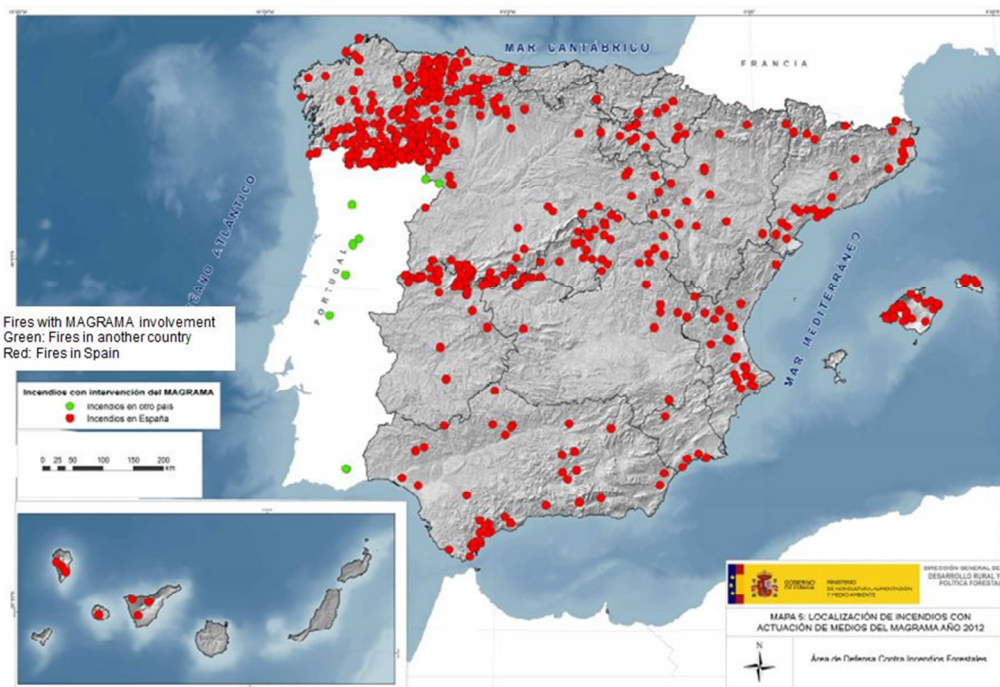 MAR CANTÁBRICO
FRANCIA
ATLÁNTICO
PORTUGAL
MAR MEDITERRÁNEO
Fires with MAGRAMA involvement
Green: Fires in another country
Red: Fires in Spain
Incendios con intervención del MAGRAMA
Incendios en otro país
Incendios en España
0 25 50 100 150 200
km
GOBIERNO DE ESPAÑA
MINISTERIO
DE AGRICULTURA, ALIMENTACIÓN
Y MEDIO AMBIENTE
DIRECCIÓN GENERAL DE
DESARROLLO RURAL Y
POLÍTICA FORESTAL
MAPA 5: LOCALIZACIÓN DE INCENDIOS CON
ACTUACIÓN DE MEDIOS DEL MAGRAMA AÑO 2012
N
Área de Defensa Contra Incendios Forestales